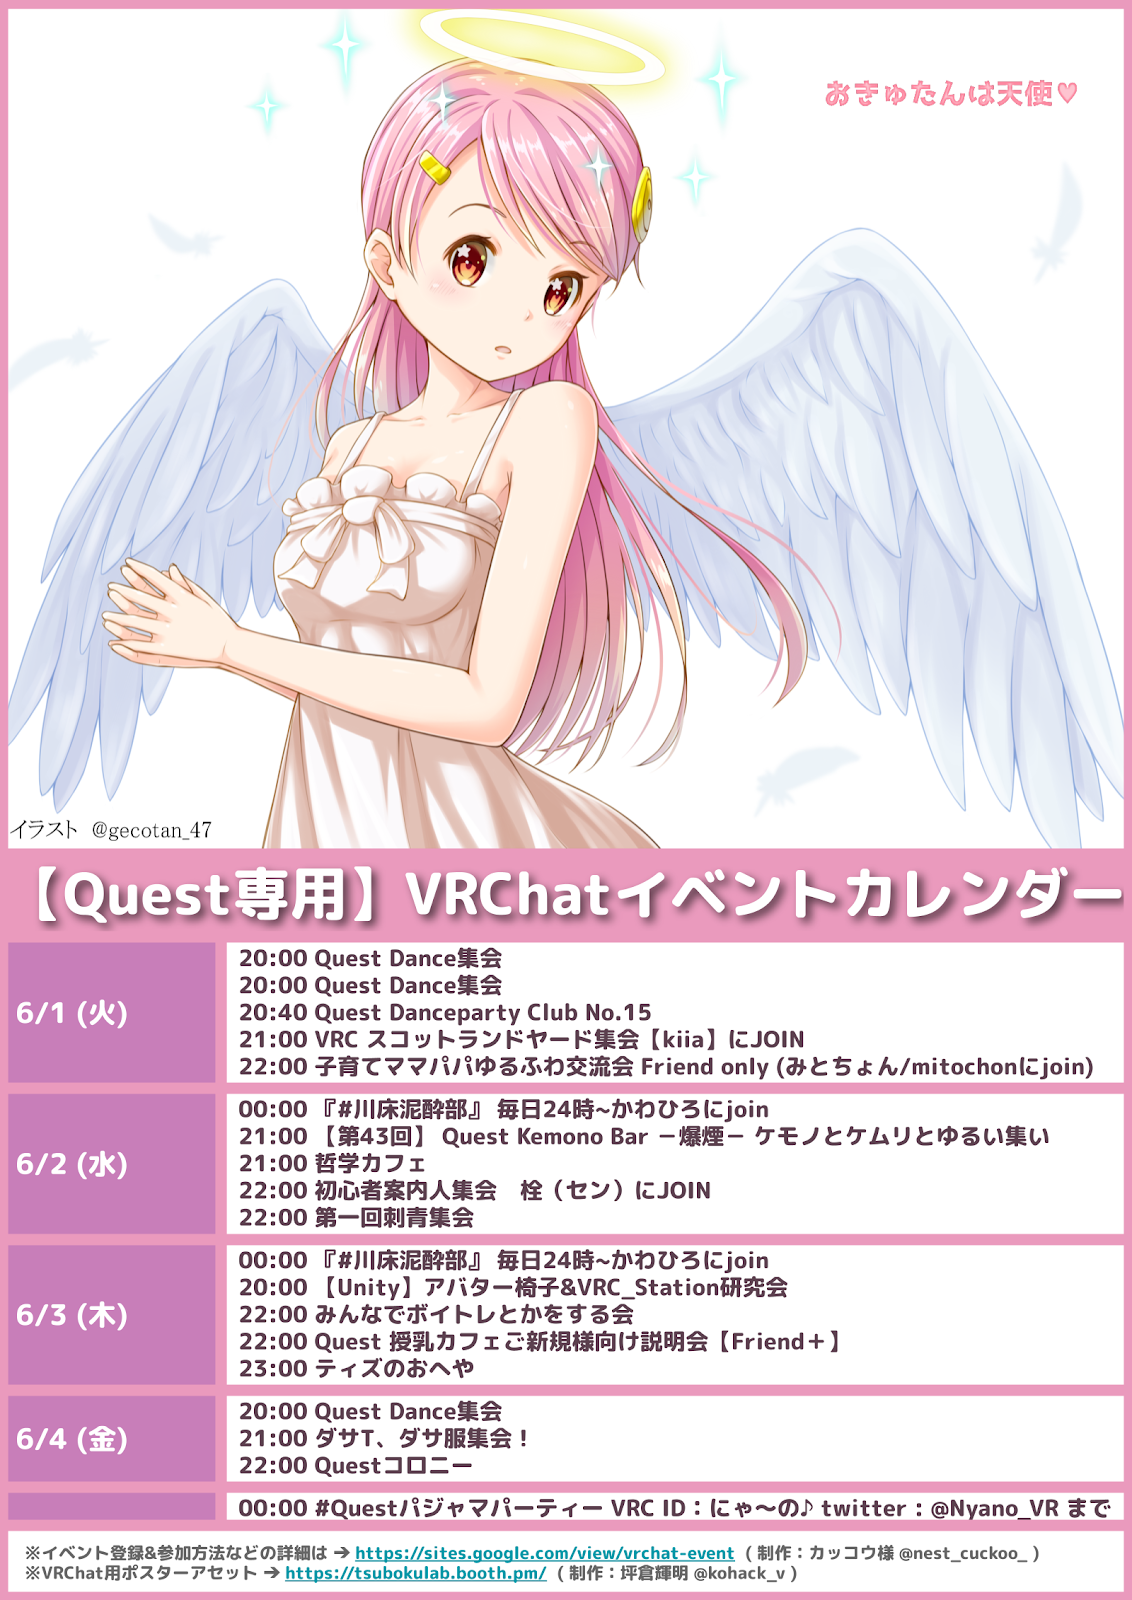 おきゅたんは天使♥
イラスト @gecotan_47
【Quest専用】VRChatイベントカレンダー
6/1 (火)
20:00 Quest Dance集会
20:00 Quest Dance集会
20:40 Quest Danceparty Club No.15
21:00 VRC スコットランドヤード集会【kiia】にJOIN
22:00 子育てママパパゆるふわ交流会 Friend only (みとちょん/mitochonにjoin)
6/2 (水)
00:00 『#川床泥酔部』 毎日24時~かわひろにjoin
21:00 【第43回】 Quest Kemono Bar －爆煙－ ケモノとケムリとゆるい集い
21:00 哲学カフェ
22:00 初心者案内人集会　栓（セン）にJOIN
22:00 第一回刺青集会
6/3 (木)
00:00 『#川床泥酔部』 毎日24時~かわひろにjoin
20:00 【Unity】アバター椅子&VRC_Station研究会
22:00 みんなでボイトレとかをする会
22:00 Quest 授乳カフェご新規様向け説明会【Friend＋】
23:00 ティズのおへや
6/4 (金)
20:00 Quest Dance集会
21:00 ダサT、ダサ服集会！
22:00 Questコロニー
00:00 #Questパジャマパーティー VRC ID：にゃ～の♪ twitter : @Nyano_VR まで
※イベント登録&参加方法などの詳細は → https://sites.google.com/view/vrchat-event ( 制作：カッコウ様 @nest_cuckoo_ )
※VRChat用ポスターアセット → https://tsubokulab.booth.pm/ ( 制作：坪倉輝明 @kohack_v )